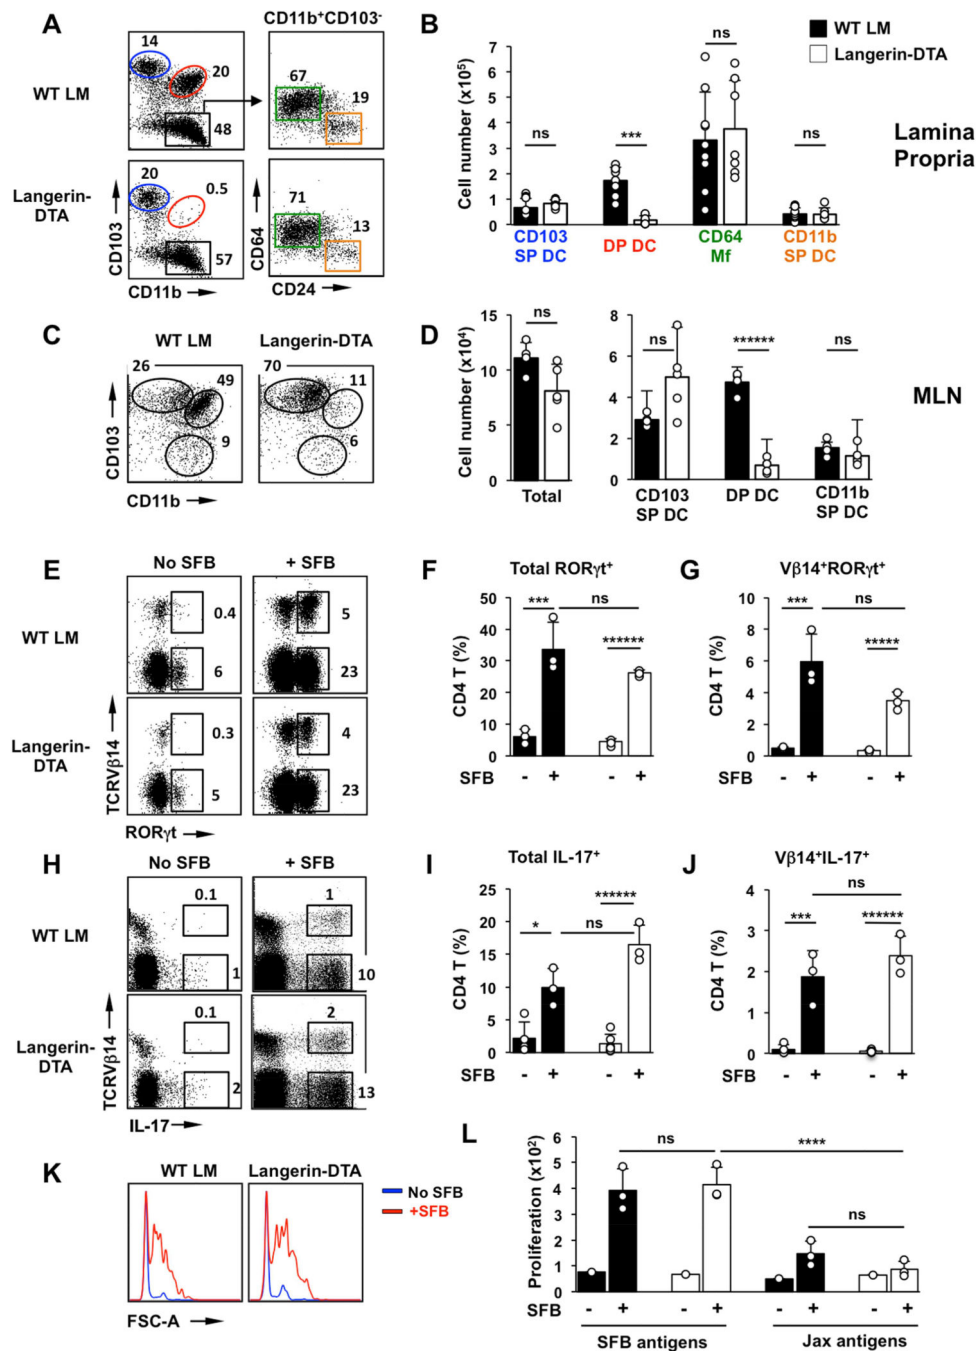 A
CD11b⁺CD103⁻
14
20
48
67
19
WT LM
20
0.5
57
71
13
Langerin-
DTA
CD103
CD11b
CD64
CD24
B
WT LM
Langerin-DTA
Cell number (x10⁵)
8
7
6
5
4
3
2
1
0
ns
***
ns
ns
CD103
SP DC
DP DC
CD64
Mf
CD11b
SP DC
Lamina
Propria
C
WT LM
Langerin-DTA
26
49
9
70
11
6
CD103
CD11b
D
Cell number (x10⁴)
15
10
5
0
ns
Total
8
6
4
2
0
ns
******
ns
CD103
SP DC
DP DC
CD11b
SP DC
MLN
E
No SFB
+ SFB
WT LM
0.4
6
5
23
Langerin-
DTA
0.3
5
4
23
TCRVβ14
RORγt
F
Total RORγt⁺
CD4 T (%)
50
40
30
20
10
0
***
ns
******
SFB
-
+
-
+
G
Vβ14⁺RORγt⁺
CD4 T (%)
10
8
6
4
2
0
***
ns
*****
SFB
-
+
-
+
H
No SFB
+ SFB
WT LM
0.1
1
1
10
Langerin-
DTA
0.1
2
2
13
TCRVβ14
IL-17
I
Total IL-17⁺
CD4 T (%)
25
20
15
10
5
0
*
ns
******
SFB
-
+
-
+
J
Vβ14⁺IL-17⁺
CD4 T (%)
4
3
2
1
0
***
ns
******
SFB
-
+
-
+
K
WT LM
Langerin-DTA
No SFB
+SFB
FSC-A
L
Proliferation (x10²)
6
5
4
3
2
1
0
ns
****
ns
SFB
-
+
-
+
-
+
-
+
SFB antigens
Jax antigens